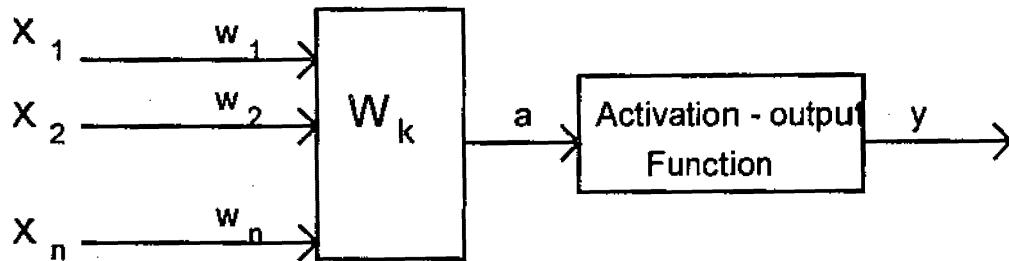 X 1 w 1
X 2 w 2
W k
a
Activation - output
Function
y
X n w n